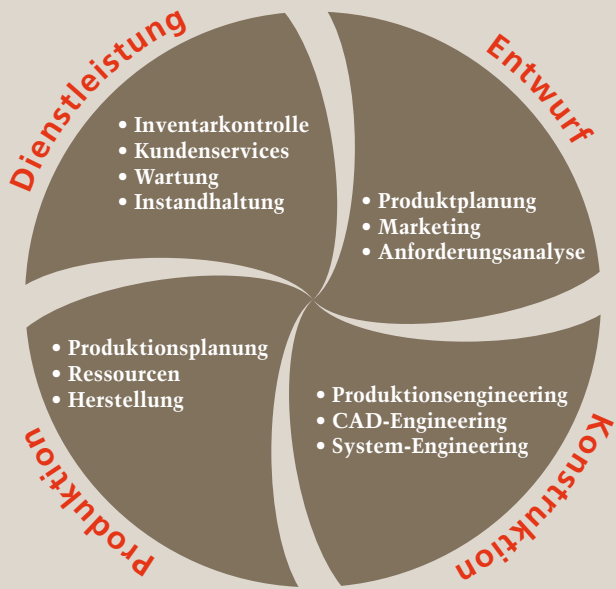 Dienstleistung
• Inventarkontrolle
• Kundenservices
• Wartung
• Instandhaltung
Entwurf
• Produktplanung
• Marketing
• Anforderungsanalyse
Produktion
• Produktionsplanung
• Ressourcen
• Herstellung
Konstruktion
• Produktionsengineering
• CAD-Engineering
• System-Engineering